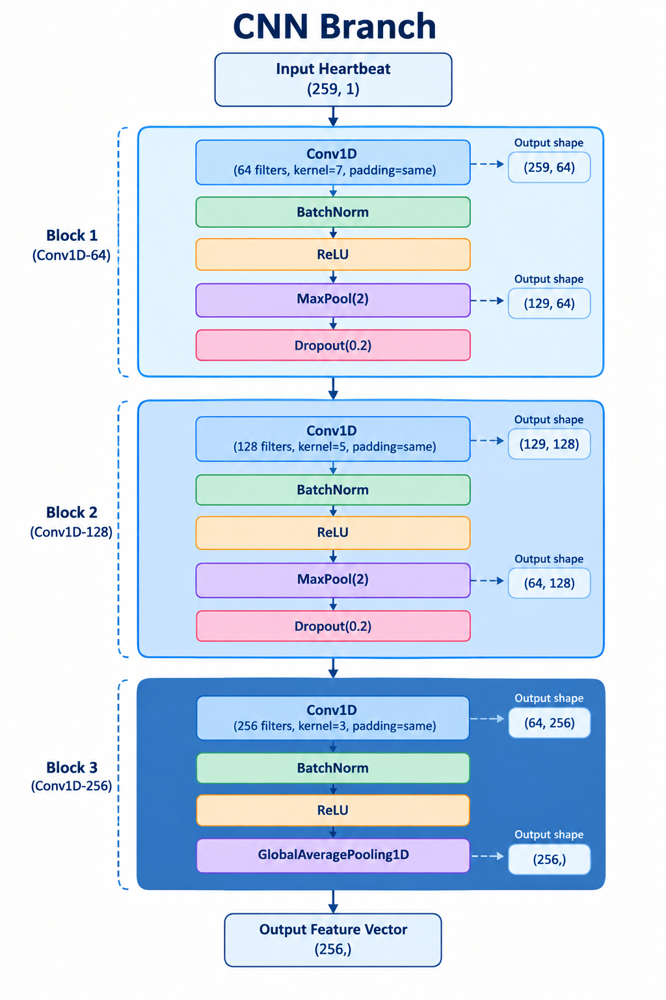 CNN Branch
Input Heartbeat
(259, 1)
Block 1
(Conv1D-64)
Conv1D
(64 filters, kernel=7, padding=same)
Output shape
(259, 64)
BatchNorm
ReLU
MaxPool(2)
Output shape
(129, 64)
Dropout(0.2)
Block 2
(Conv1D-128)
Conv1D
(128 filters, kernel=5, padding=same)
Output shape
(129, 128)
BatchNorm
ReLU
MaxPool(2)
Output shape
(64, 128)
Dropout(0.2)
Block 3
(Conv1D-256)
Conv1D
(256 filters, kernel=3, padding=same)
Output shape
(64, 256)
BatchNorm
ReLU
GlobalAveragePooling1D
Output shape
(256,)
Output Feature Vector
(256,)